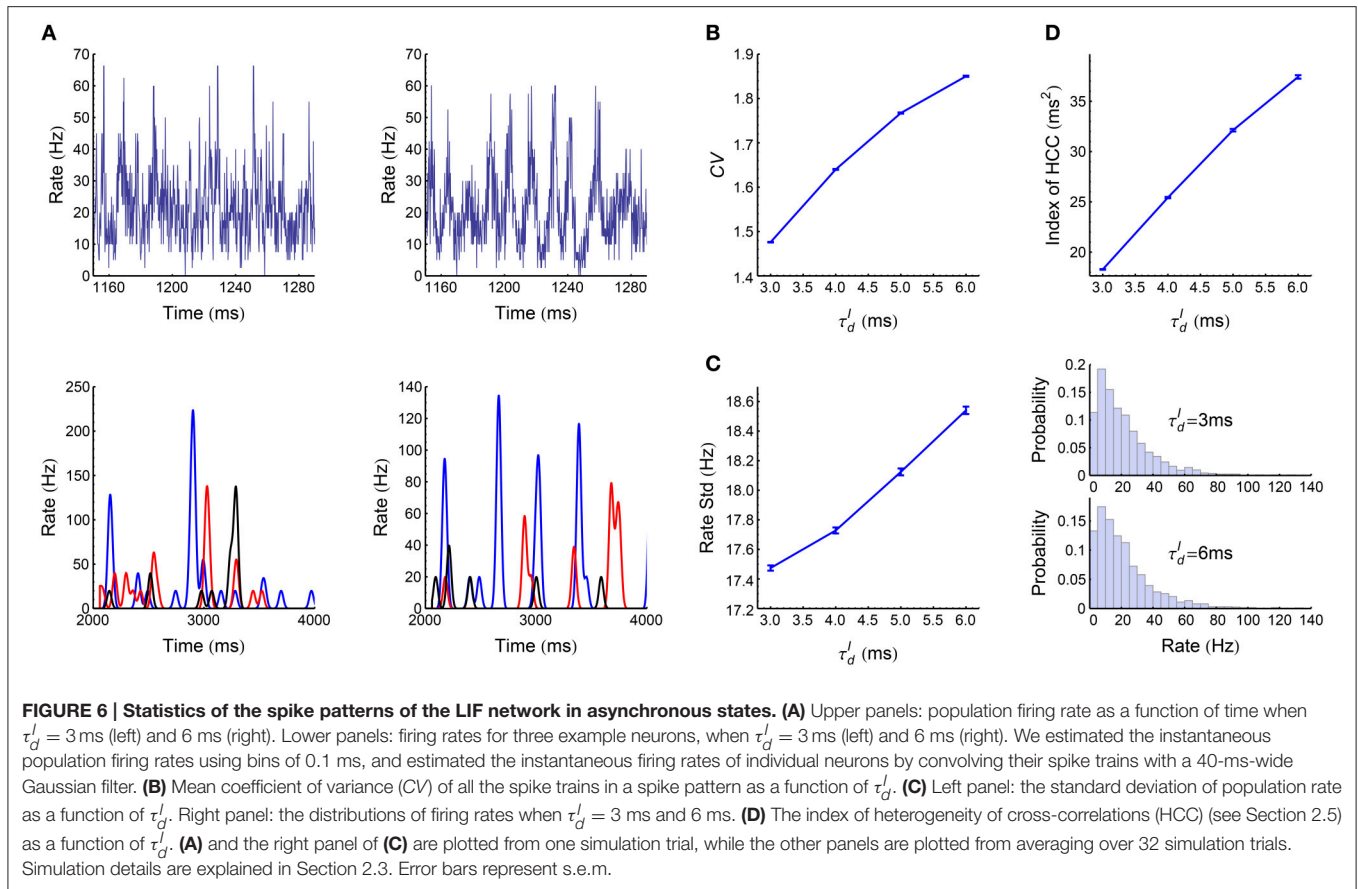 A
70
60
50
40
30
20
10
0
Rate (Hz)
1160 1200 1240 1280
Time (ms)
70
60
50
40
30
20
10
0
Rate (Hz)
1160 1200 1240 1280
Time (ms)
B
1.9
1.8
1.7
1.6
1.5
1.4
CV
3.0 3.5 4.0 4.5 5.0 5.5 6.0
τ_d^I (ms)
D
35
30
25
20
Index of HCC (ms²)
3.0 3.5 4.0 4.5 5.0 5.5 6.0
τ_d^I (ms)
250
200
150
100
50
0
Rate (Hz)
2000 3000 4000
Time (ms)
140
120
100
80
60
40
20
0
Rate (Hz)
2000 3000 4000
Time (ms)
C
18.6
18.4
18.2
18.0
17.8
17.6
17.4
17.2
Rate Std (Hz)
3.0 3.5 4.0 4.5 5.0 5.5 6.0
τ_d^I (ms)
0.2
0.15
0.1
0.05
0
Probability
τ_d^I=3ms
0 20 40 60 80 100 120 140
0.15
0.1
0.05
0
Probability
τ_d^I=6ms
0 20 40 60 80 100 120 140
Rate (Hz)
FIGURE 6 | Statistics of the spike patterns of the LIF network in asynchronous states. (A) Upper panels: population firing rate as a function of time when
τ_d^I = 3 ms (left) and 6 ms (right). Lower panels: firing rates for three example neurons, when τ_d^I = 3 ms (left) and 6 ms (right). We estimated the instantaneous
population firing rates using bins of 0.1 ms, and estimated the instantaneous firing rates of individual neurons by convolving their spike trains with a 40-ms-wide
Gaussian filter. (B) Mean coefficient of variance (CV) of all the spike trains in a spike pattern as a function of τ_d^I. (C) Left panel: the standard deviation of population rate
as a function of τ_d^I. Right panel: the distributions of firing rates when τ_d^I = 3 ms and 6 ms. (D) The index of heterogeneity of cross-correlations (HCC) (see Section 2.5)
as a function of τ_d^I. (A) and the right panel of (C) are plotted from one simulation trial, while the other panels are plotted from averaging over 32 simulation trials.
Simulation details are explained in Section 2.3. Error bars represent s.e.m.